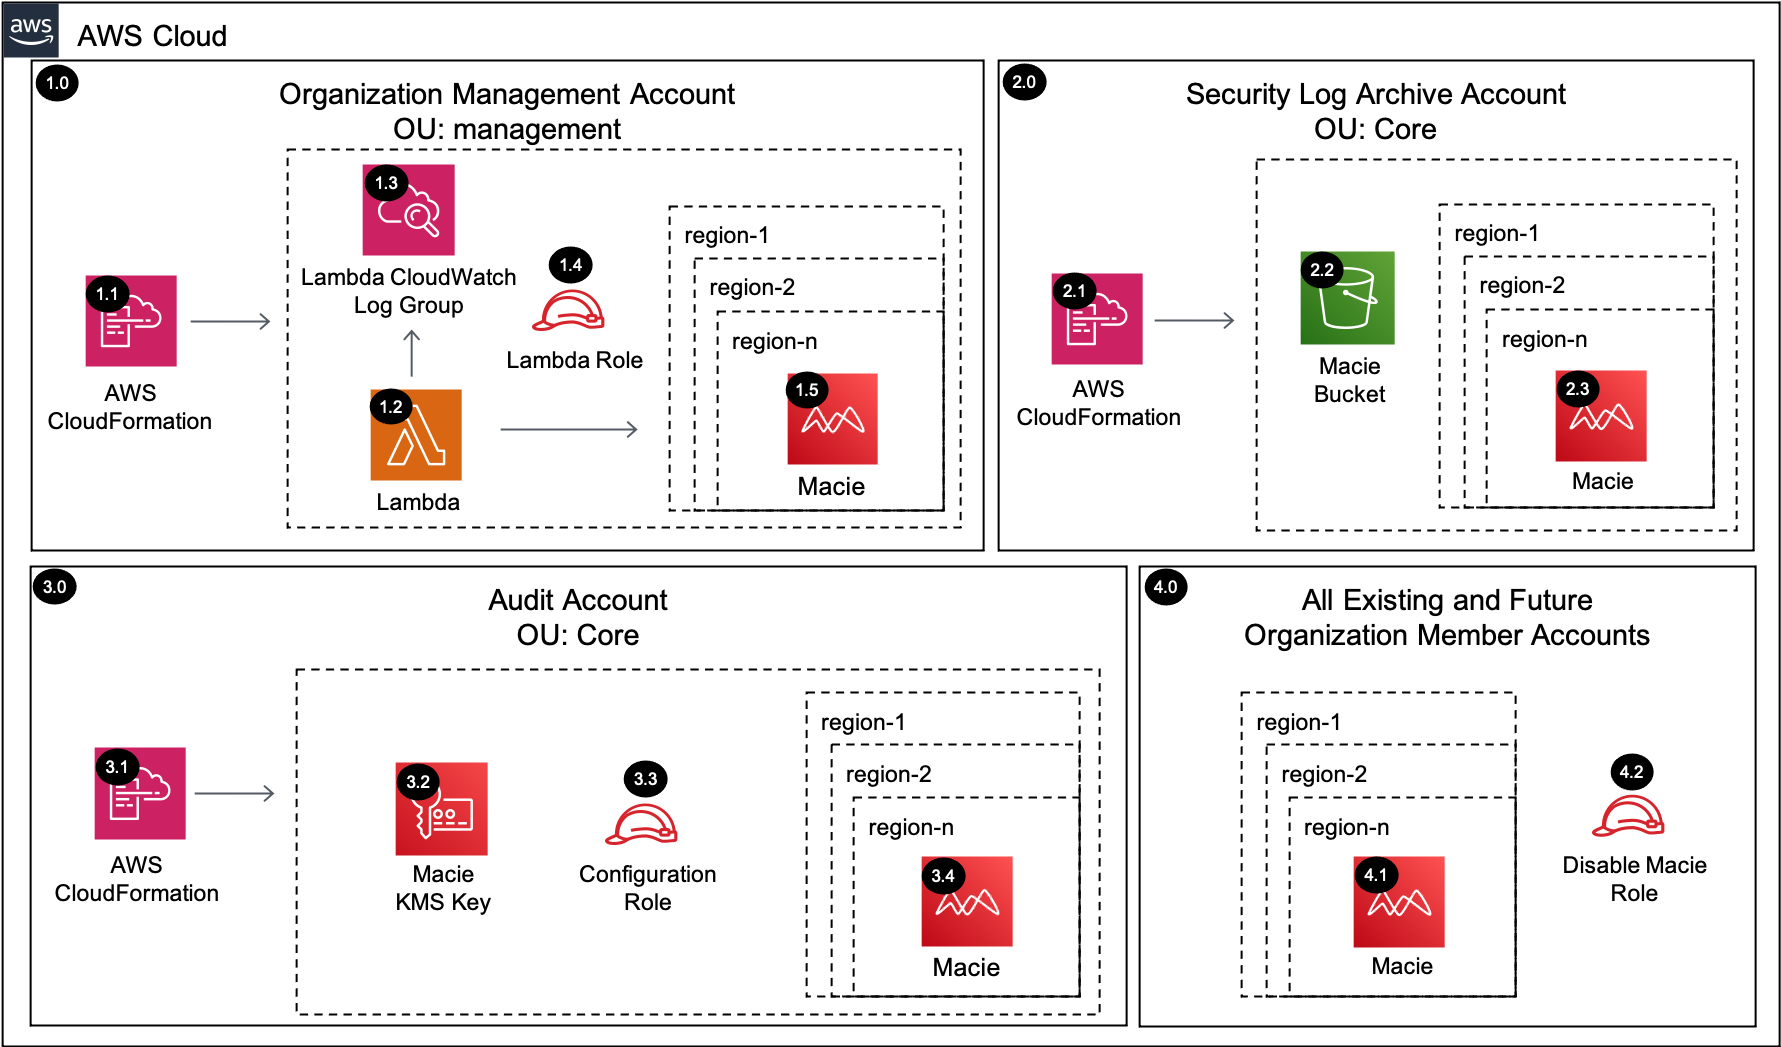 aws
AWS Cloud
1.0
Organization Management Account
OU: management
1.3
Lambda CloudWatch
Log Group
1.4
Lambda Role
1.1
AWS
CloudFormation
1.2
Lambda
region-1
region-2
region-n
1.5
Macie
2.0
Security Log Archive Account
OU: Core
2.1
AWS
CloudFormation
2.2
Macie
Bucket
region-1
region-2
region-n
2.3
Macie
3.0
Audit Account
OU: Core
3.1
AWS
CloudFormation
3.2
Macie
KMS Key
3.3
Configuration
Role
region-1
region-2
region-n
3.4
Macie
4.0
All Existing and Future
Organization Member Accounts
region-1
region-2
region-n
4.1
Macie
4.2
Disable Macie
Role